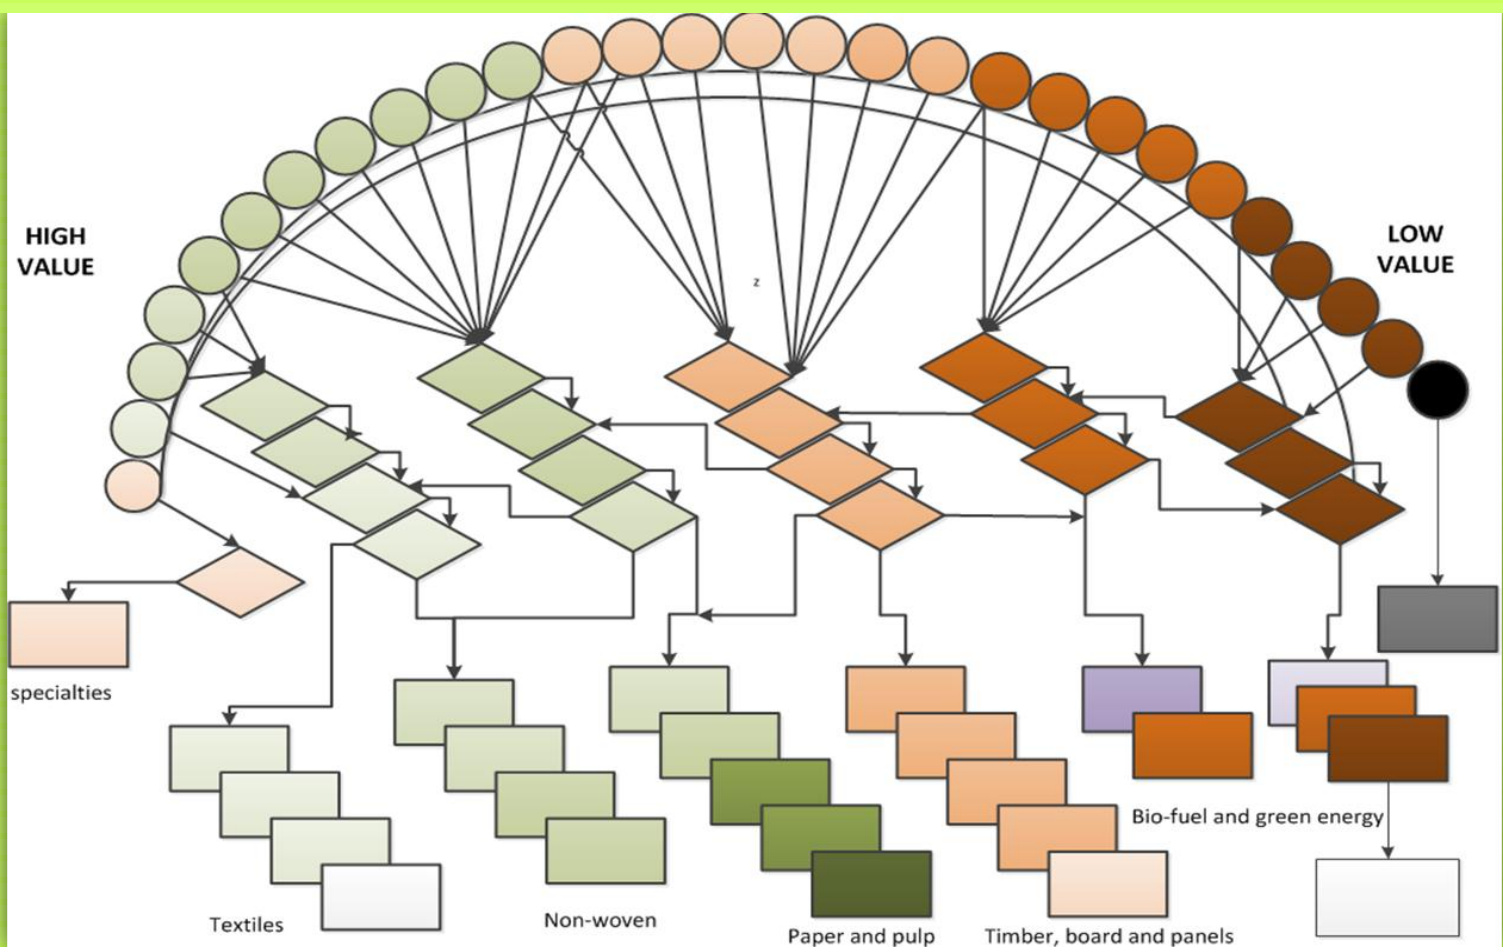 HIGH
VALUE
LOW
VALUE
z
specialties
Textiles
Non-woven
Paper and pulp
Timber, board and panels
Bio-fuel and green energy